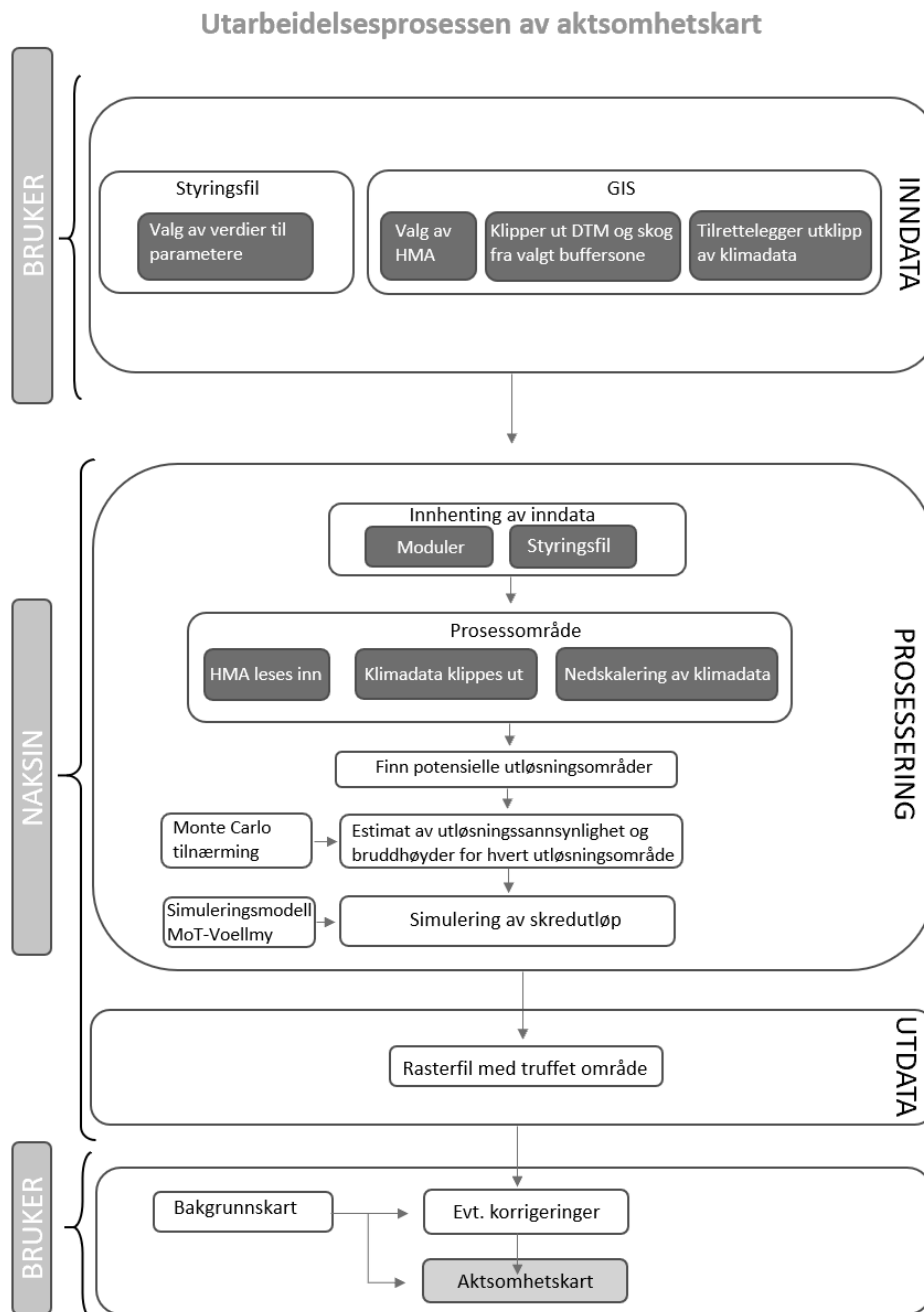 Utarbeidelsesprosessen av aktsomhetskart
BRUKER
INNDATA
Styringsfil
Valg av verdier til
parametere
GIS
Valg av
HMA
Klipper ut DTM og skog
fra valgt buffersone
Tilrettelegger utklipp
av klimadata
NAKSIN
PROSESSERING
Innhenting av inndata
Moduler
Styringsfil
Prosessområde
HMA leses inn
Klimadata klippes ut
Nedskalering av klimadata
Finn potensielle utløsningsområder
Monte Carlo
tilnærming
Estimat av utløsningssannsynlighet og
bruddhøyder for hvert utløsningsområde
Simuleringsmodell
MoT-Voellmy
Simulering av skredutløp
UTDATA
Rasterfil med truffet område
BRUKER
Bakgrunnskart
Evt. korrigeringer
Aktsomhetskart